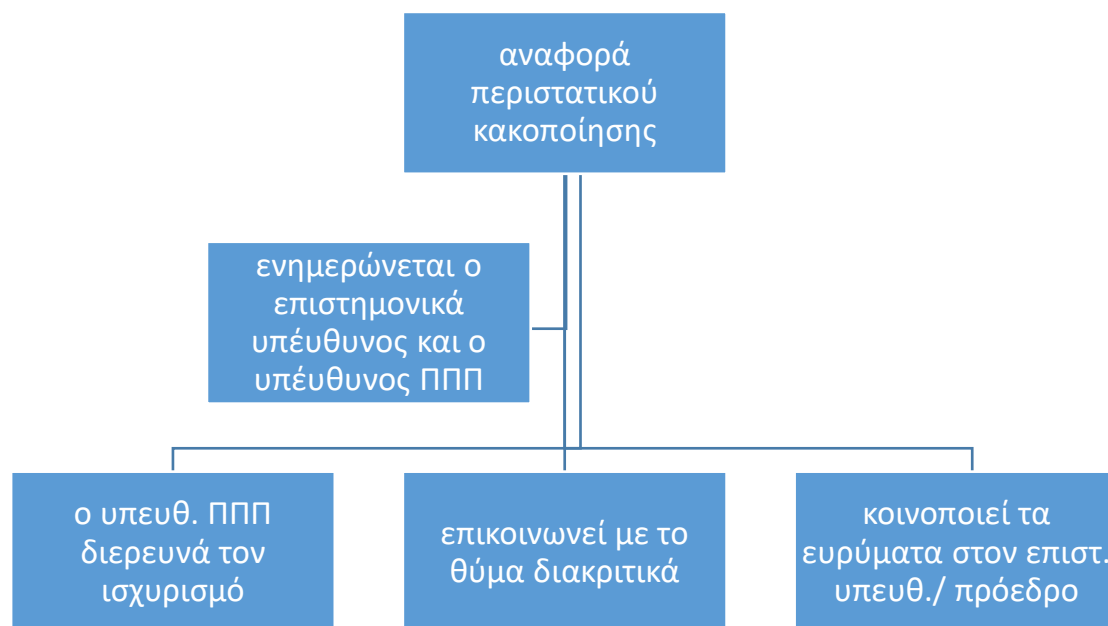 αναφορά
περιστατικού
κακοποίησης
ενημερώνεται ο
επιστημονικά
υπέυθυνος και ο
υπέυθυνος ΠΠΠ
ο υπευθ. ΠΠΠ
διερευνά τον
ισχυρισμό
επικοινωνεί με το
θύμα διακριτικά
κοινοποιεί τα
ευρύματα στον επιστ.
υπευθ./ πρόεδρο